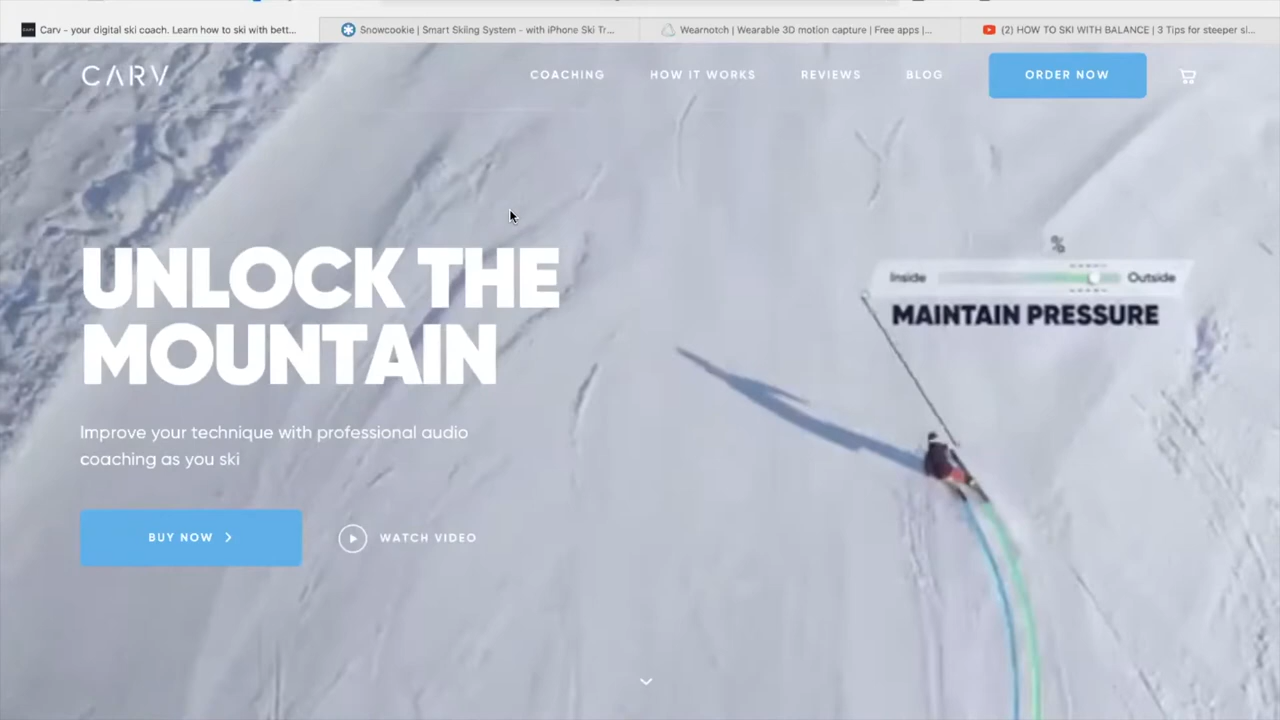 CARV Carv - your digital ski coach. Learn how to ski with bett...
Snowcookie | Smart Skiing System - with iPhone Ski Tr...
Wearnotch | Wearable 3D motion capture | Free apps |...
(2) HOW TO SKI WITH BALANCE | 3 Tips for steeper sl...
CARV
COACHING
HOW IT WORKS
REVIEWS
BLOG
ORDER NOW
UNLOCK THE
MOUNTAIN
Improve your technique with professional audio
coaching as you ski
BUY NOW
WATCH VIDEO
%
Inside
Outside
MAINTAIN PRESSURE